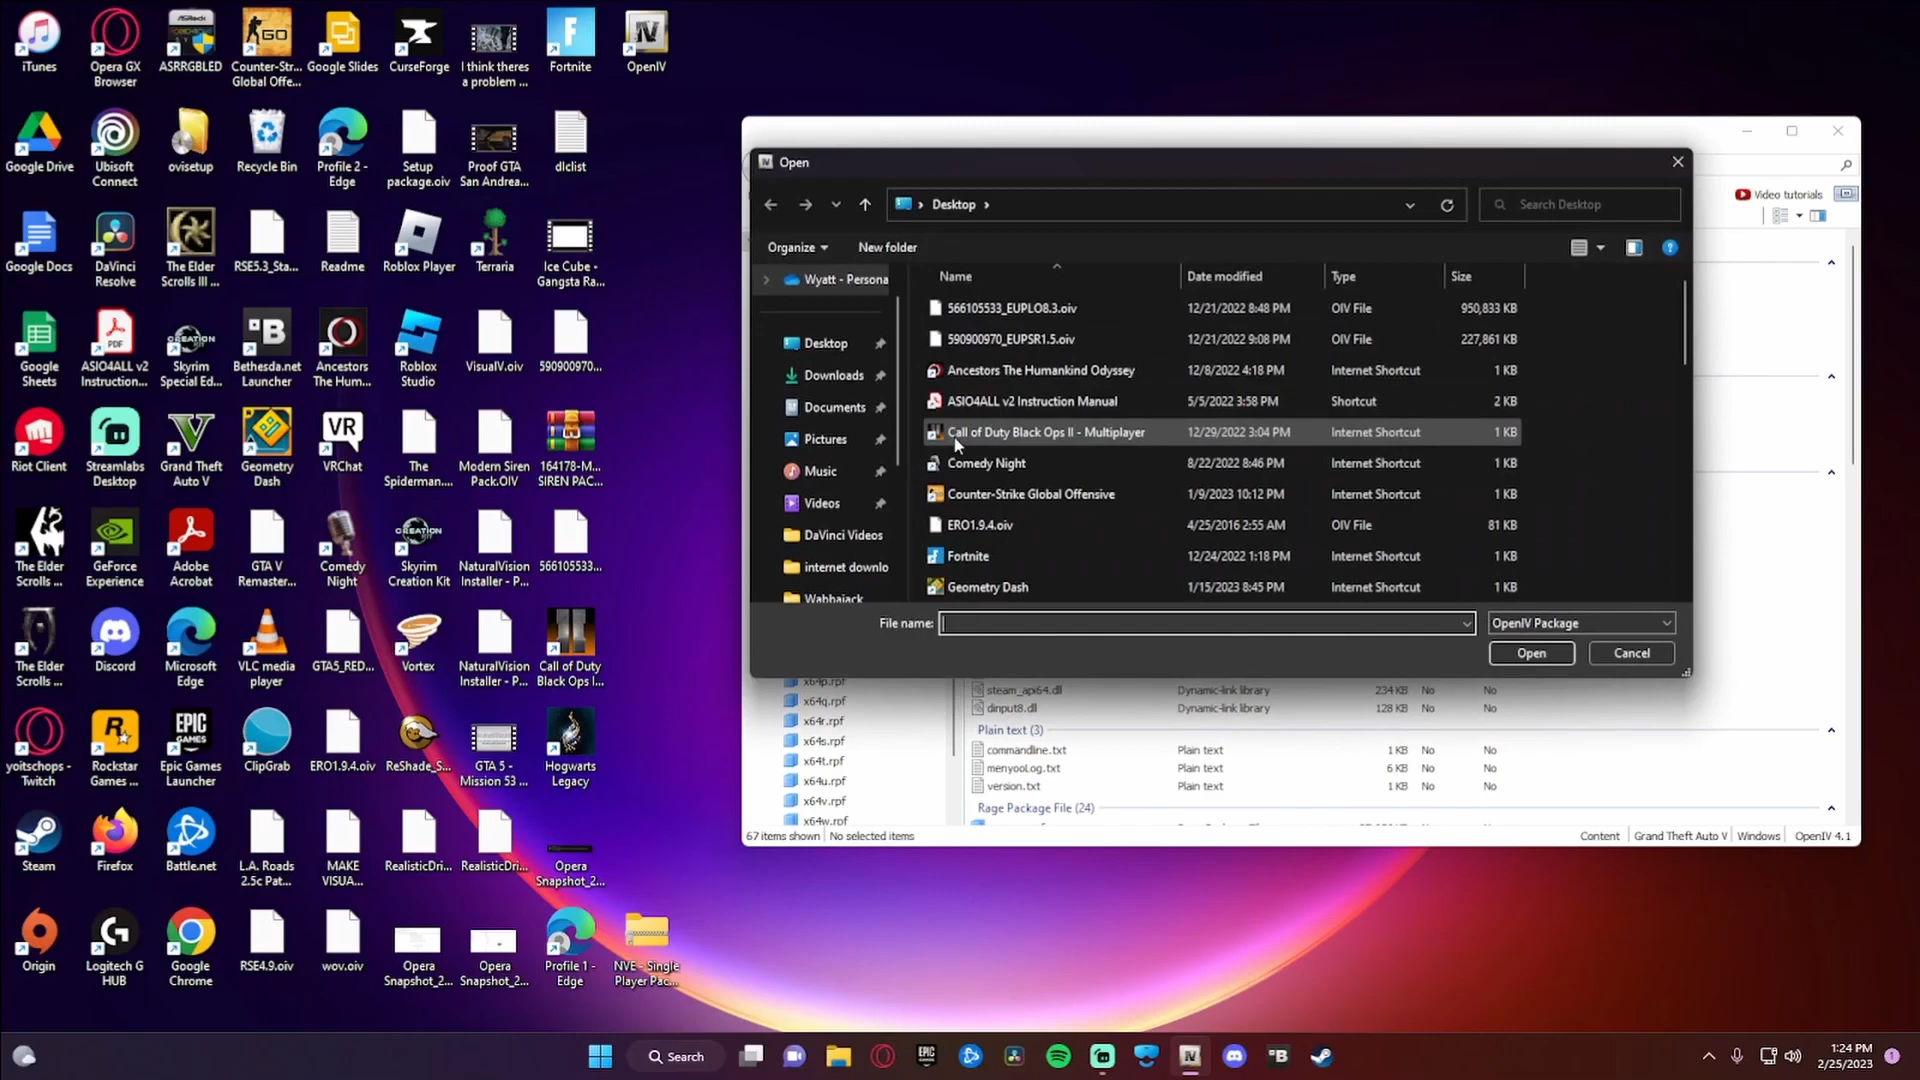 iTunes
Opera GX
Browser
ASRRGBLED
Counter-Str...
Global Offe...
Google Slides
CurseForge
I think theres
a problem ...
Fortnite
OpenIV
Google Drive
Ubisoft
Connect
ovisetup
Recycle Bin
Profile 2 -
Edge
Setup
package.oiv
Proof GTA
San Andrea...
dlclist
Google Docs
DaVinci
Resolve
The Elder
Scrolls III ...
RSE5.3_Sta...
Readme
Roblox Player
Terraria
Ice Cube -
Gangsta Ra...
Google
Sheets
ASIO4ALL v2
Instruction...
Skyrim
Special Ed...
Bethesda.net
Launcher
Ancestors
The Hum...
Roblox
Studio
VisualV.oiv
590900970...
Riot Client
Streamlabs
Desktop
Grand Theft
Auto V
Geometry
Dash
VRChat
The
Spiderman....
Modern Siren
Pack.OIV
164178-M...
SIREN PAC...
The Elder
Scrolls ...
GeForce
Experience
Adobe
Acrobat
GTA V
Remaster...
Comedy
Night
Skyrim
Creation Kit
NaturalVision
Installer - P...
566105533...
The Elder
Scrolls ...
Discord
Microsoft
Edge
VLC media
player
GTA5_RED...
Vortex
NaturalVision
Installer - P...
Call of Duty
Black Ops I...
yoitschops -
Twitch
Rockstar
Games ...
Epic Games
Launcher
ClipGrab
ERO1.9.4.oiv
ReShade_S...
GTA 5 -
Mission 53 ...
Hogwarts
Legacy
Steam
Firefox
Battle.net
L.A. Roads
2.5c Pat...
MAKE
VISUA...
RealisticDri...
RealisticDri...
Opera
Snapshot_2...
Origin
Logitech G
HUB
Google
Chrome
RSE4.9.oiv
wov.oiv
Opera
Snapshot_2...
Opera
Snapshot_2...
Profile 1 -
Edge
NVE - Single
Player Pac...
Open
Desktop
Search Desktop
Organize
New folder
Wyatt - Persona
Desktop
Downloads
Documents
Pictures
Music
Videos
DaVinci Videos
internet downlo
Wabbajack
Name Date modified Type Size
566105533_EUPLO8.3.oiv 12/21/2022 8:48 PM OIV File 950,833 KB
590900970_EUPSR1.5.oiv 12/21/2022 9:08 PM OIV File 227,861 KB
Ancestors The Humankind Odyssey 12/8/2022 4:18 PM Internet Shortcut 1 KB
ASIO4ALL v2 Instruction Manual 5/5/2022 3:58 PM Shortcut 2 KB
Call of Duty Black Ops II - Multiplayer 12/29/2022 3:04 PM Internet Shortcut 1 KB
Comedy Night 8/22/2022 8:46 PM Internet Shortcut 1 KB
Counter-Strike Global Offensive 1/9/2023 10:12 PM Internet Shortcut 1 KB
ERO1.9.4.oiv 4/25/2016 2:55 AM OIV File 81 KB
Fortnite 12/24/2022 1:18 PM Internet Shortcut 1 KB
Geometry Dash 1/15/2023 8:45 PM Internet Shortcut 1 KB
File name:
OpenIV Package
Open
Cancel
Video tutorials
x64p.rpf
x64q.rpf
x64r.rpf
x64s.rpf
x64t.rpf
x64u.rpf
x64v.rpf
x64w.rpf
steam_api64.dll Dynamic-link library 234 KB No No
dinput8.dll Dynamic-link library 128 KB No No
Plain text (3)
commandline.txt Plain text 1 KB No No
menyooLog.txt Plain text 6 KB No No
version.txt Plain text 1 KB No No
Rage Package File (24)
67 items shown
No selected items
Content
Grand Theft Auto V
Windows
OpenIV 4.1
Search
1:24 PM
2/25/2023
1